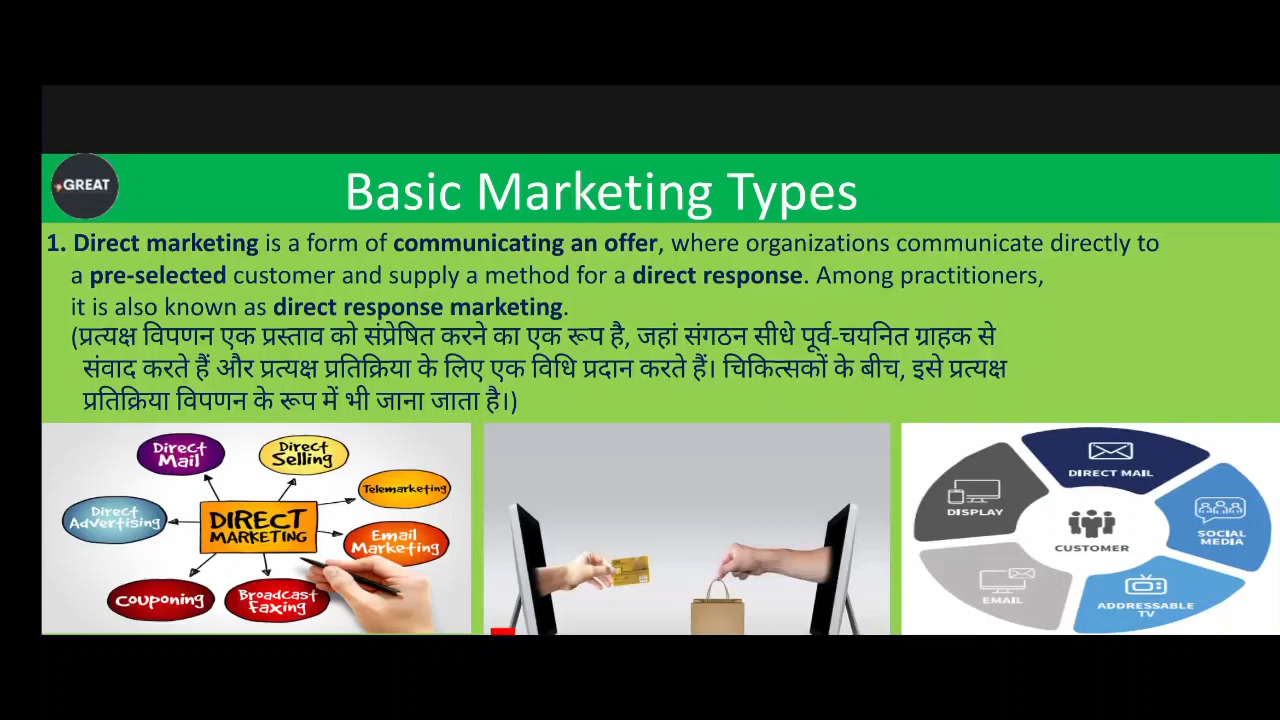 GREAT
Basic Marketing Types
1. Direct marketing is a form of communicating an offer, where organizations communicate directly to
a pre-selected customer and supply a method for a direct response. Among practitioners,
it is also known as direct response marketing.
(प्रत्यक्ष विपणन एक प्रस्ताव को संप्रेषित करने का एक रूप है, जहां संगठन सीधे पूर्व-चयनित ग्राहक से
संवाद करते हैं और प्रत्यक्ष प्रतिक्रिया के लिए एक विधि प्रदान करते हैं। चिकित्सकों के बीच, इसे प्रत्यक्ष
प्रतिक्रिया विपणन के रूप में भी जाना जाता है।)
Direct
Mail
Direct
Selling
Telemarketing
Direct
Advertising
DIRECT
MARKETING
Email
Marketing
Couponing
Broadcast
Faxing
DIRECT MAIL
DISPLAY
SOCIAL
MEDIA
CUSTOMER
EMAIL
ADDRESSABLE
TV